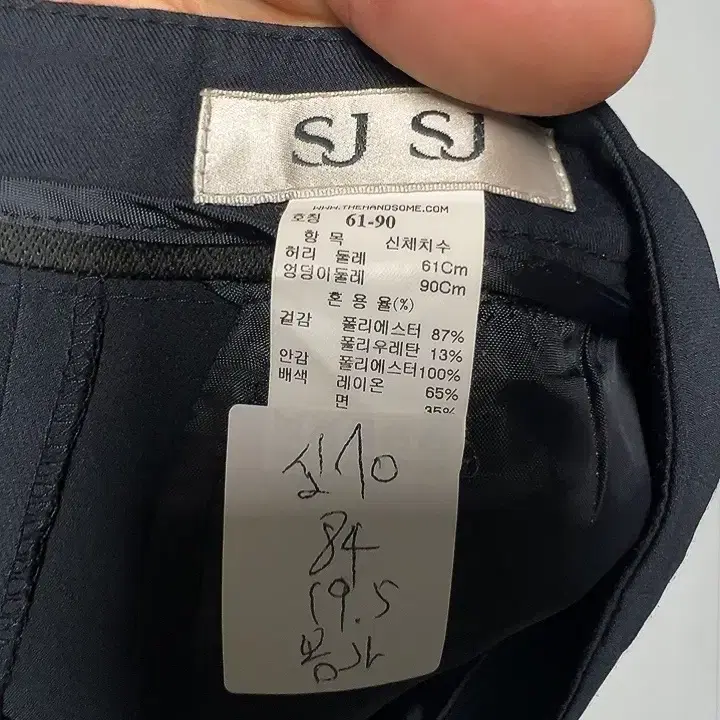 SJ SJ
WWW.THEHANDSOME.COM
호칭 61-90
항 목 신체치수
허리 둘레 61Cm
엉덩이둘레 90Cm
혼 용 율(%)
겉감 폴리에스터 87%
폴리우레탄 13%
안감 폴리에스터100%
배색 레이온 65%
면 35%
싶70
84
19.5
봄가